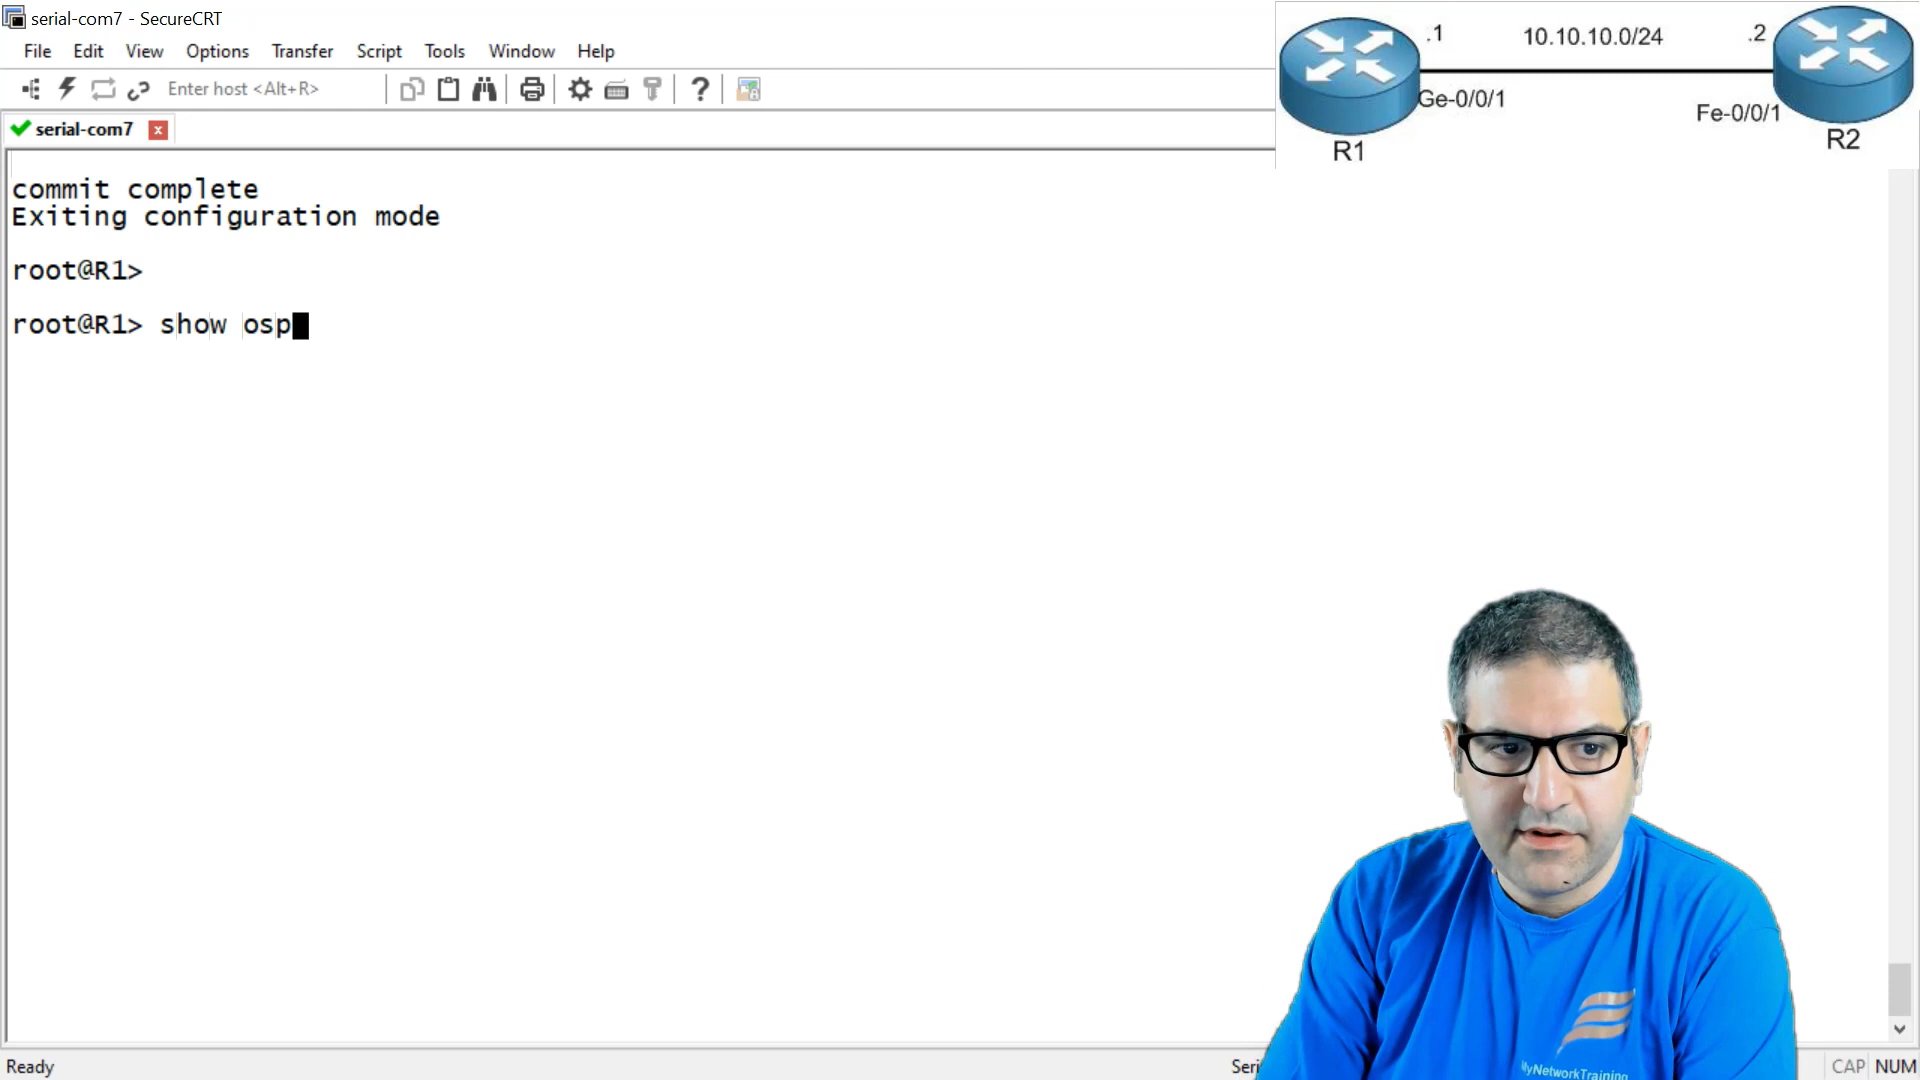 serial-com7 - SecureCRT
File Edit View Options Transfer Script Tools Window Help
Enter host <Alt+R>
serial-com7
.1 10.10.10.0/24 .2
Ge-0/0/1
Fe-0/0/1
R1
R2
commit complete
Exiting configuration mode
root@R1>
root@R1> show osp
MyNetworkTraining
Ready
Seri
CAP NUM